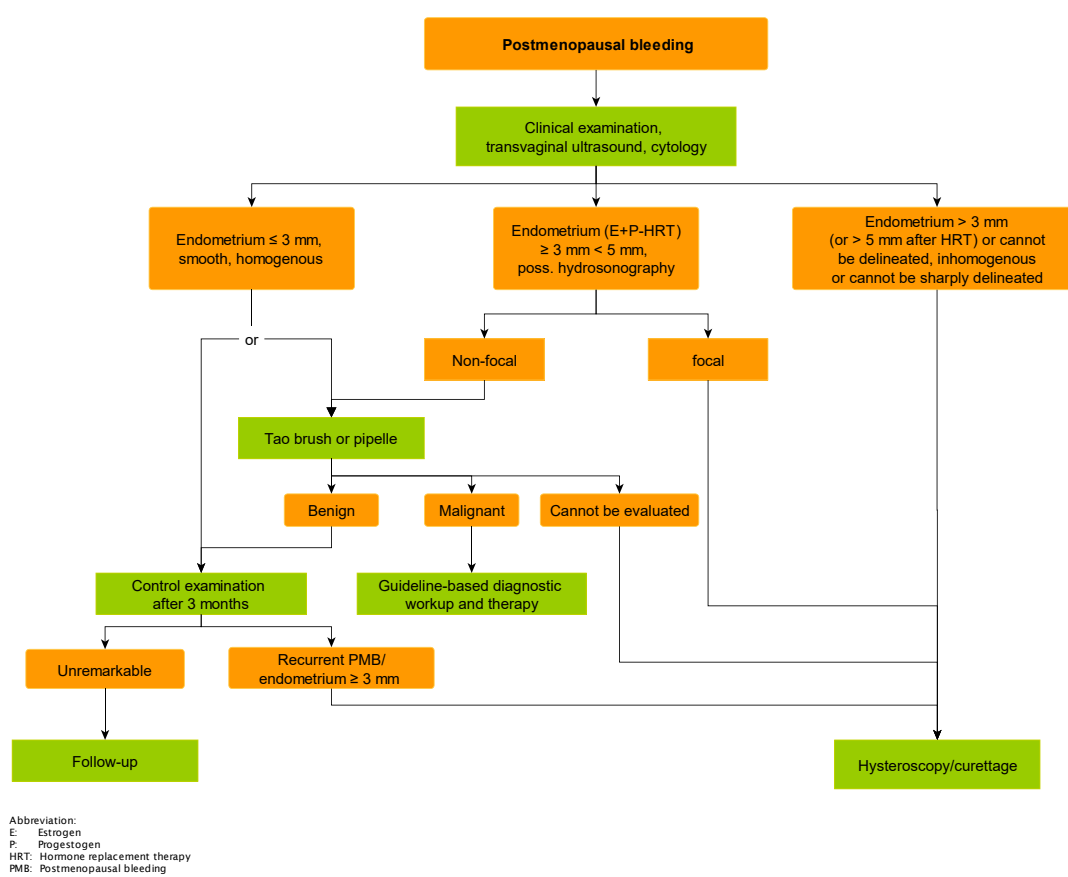 Postmenopausal bleeding
Clinical examination,
transvaginal ultrasound, cytology
Endometrium ≤ 3 mm,
smooth, homogenous
Endometrium (E+P-HRT)
≥ 3 mm < 5 mm,
poss. hydrosonography
Endometrium > 3 mm
(or > 5 mm after HRT) or cannot
be delineated, inhomogenous
or cannot be sharply delineated
or
Non-focal
focal
Tao brush or pipelle
Benign
Malignant
Cannot be evaluated
Control examination
after 3 months
Guideline-based diagnostic
workup and therapy
Unremarkable
Recurrent PMB/
endometrium ≥ 3 mm
Follow-up
Hysteroscopy/curettage
Abbreviation:
E: Estrogen
P: Progestogen
HRT: Hormone replacement therapy
PMB: Postmenopausal bleeding